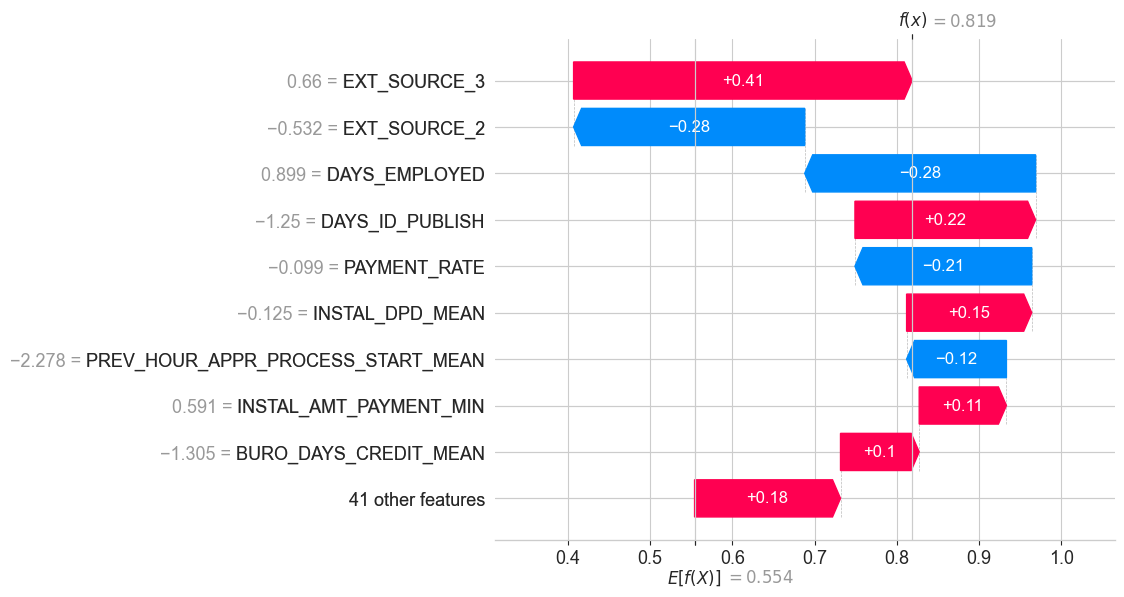 f(x) = 0.819
0.66 = EXT_SOURCE_3
+0.41
−0.532 = EXT_SOURCE_2
−0.28
0.899 = DAYS_EMPLOYED
−0.28
−1.25 = DAYS_ID_PUBLISH
+0.22
−0.099 = PAYMENT_RATE
−0.21
−0.125 = INSTAL_DPD_MEAN
+0.15
−2.278 = PREV_HOUR_APPR_PROCESS_START_MEAN
−0.12
0.591 = INSTAL_AMT_PAYMENT_MIN
+0.11
−1.305 = BURO_DAYS_CREDIT_MEAN
+0.1
41 other features
+0.18
0.4 0.5 0.6 0.7 0.8 0.9 1.0
E[f(X)] = 0.554